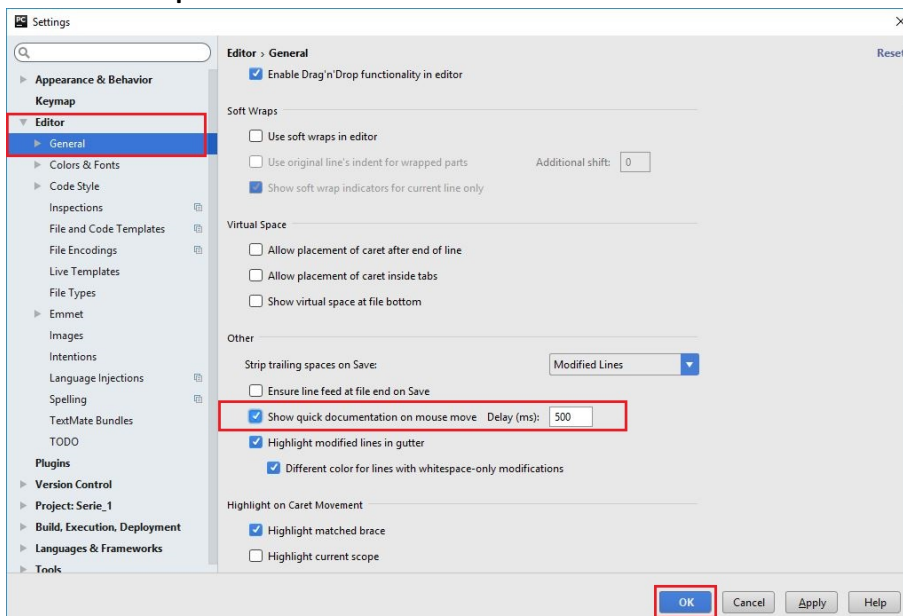 PC Settings
Appearance & Behavior
Keymap
Editor
General
Colors & Fonts
Code Style
Inspections
File and Code Templates
File Encodings
Live Templates
File Types
Emmet
Images
Intentions
Language Injections
Spelling
TextMate Bundles
TODO
Plugins
Version Control
Project: Serie_1
Build, Execution, Deployment
Languages & Frameworks
Tools
Editor › General
Reset
Enable Drag'n'Drop functionality in editor
Soft Wraps
Use soft wraps in editor
Use original line's indent for wrapped parts Additional shift: 0
Show soft wrap indicators for current line only
Virtual Space
Allow placement of caret after end of line
Allow placement of caret inside tabs
Show virtual space at file bottom
Other
Strip trailing spaces on Save: Modified Lines
Ensure line feed at file end on Save
Show quick documentation on mouse move Delay (ms): 500
Highlight modified lines in gutter
Different color for lines with whitespace-only modifications
Highlight on Caret Movement
Highlight matched brace
Highlight current scope
OK Cancel Apply Help